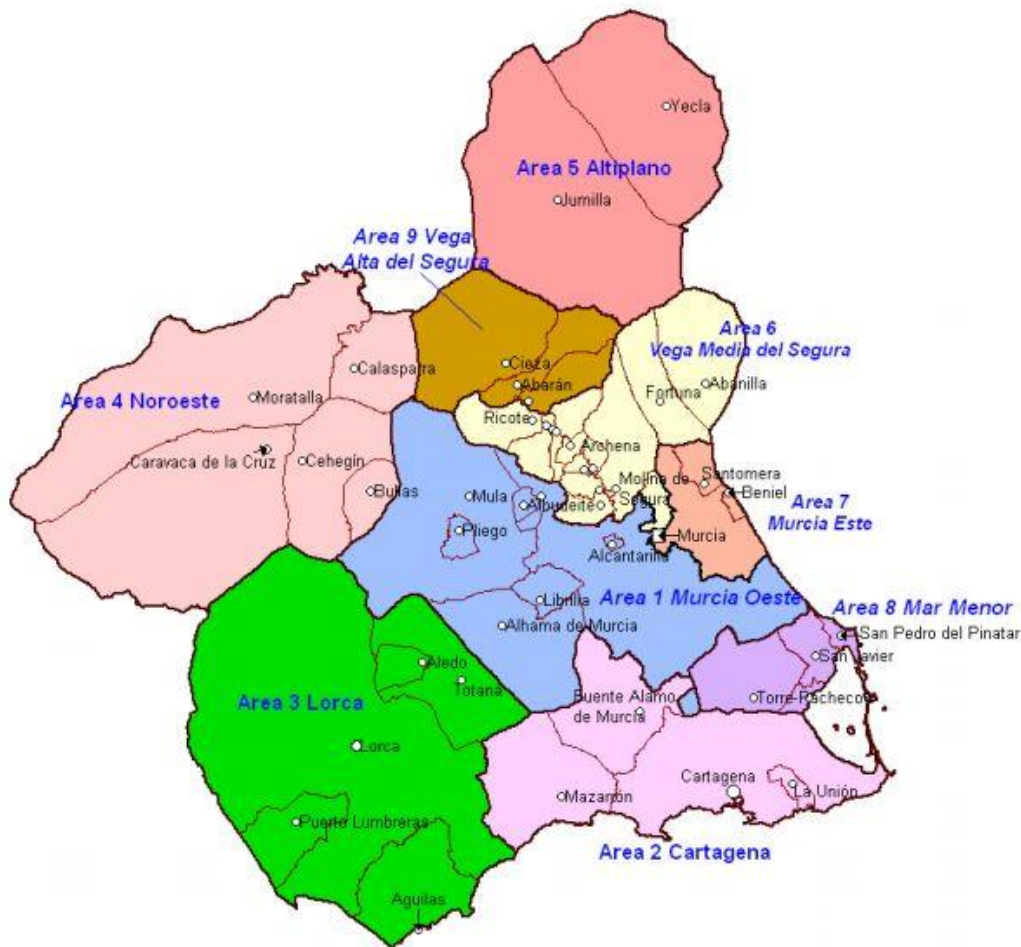 Yecla
Area 5 Altiplano
Jumilla
Area 9 Vega
Alta del Segura
Area 6
Vega Media del Segura
Cieza
Calasparra
Abarán
Abanilla
Fortuna
Area 4 Noroeste
Moratalla
Ricote
Archena
Caravaca de la Cruz
Cehegín
Santomera
Molina de
Segura
Beniel
Bullas
Mula
Albudeite
Area 7
Murcia Este
Pliego
Murcia
Alcantarilla
Librilla
Area 1 Murcia Oeste
Area 8 Mar Menor
Alhama de Murcia
San Pedro del Pinatar
San Javier
Aledo
Totana
Fuente Alamo
de Murcia
Torre-Pacheco
Area 3 Lorca
Lorca
Cartagena
La Unión
Mazarrón
Puerto Lumbreras
Area 2 Cartagena
Aguilas